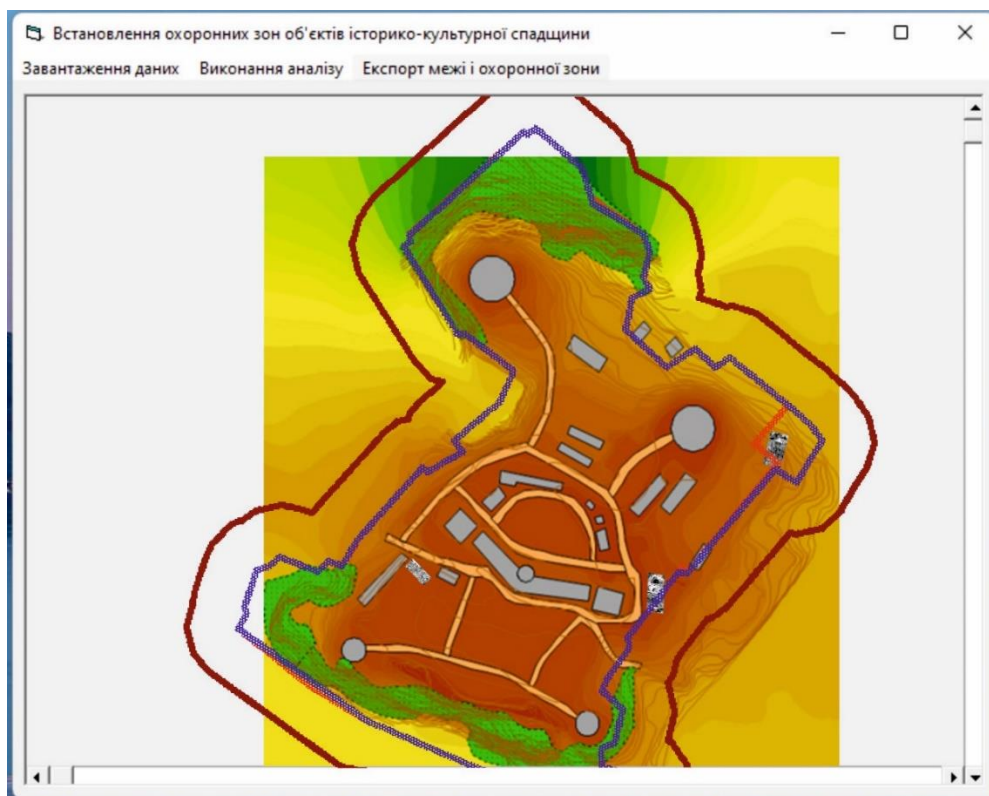 Встановлення охоронних зон об'єктів історико-культурної спадщини
Завантаження даних Виконання аналізу Експорт межі і охоронної зони